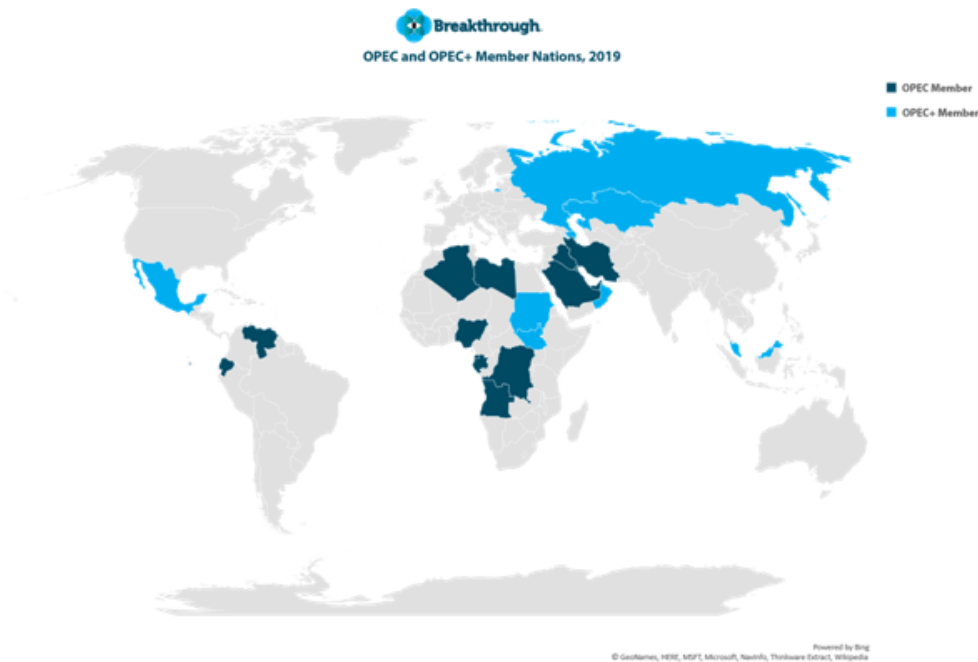 Breakthrough.
OPEC and OPEC+ Member Nations, 2019
OPEC Member
OPEC+ Member
Powered by Bing
© GeoNames, HERE, MSFT, Microsoft, NavInfo, Thinkware Extract, Wikipedia